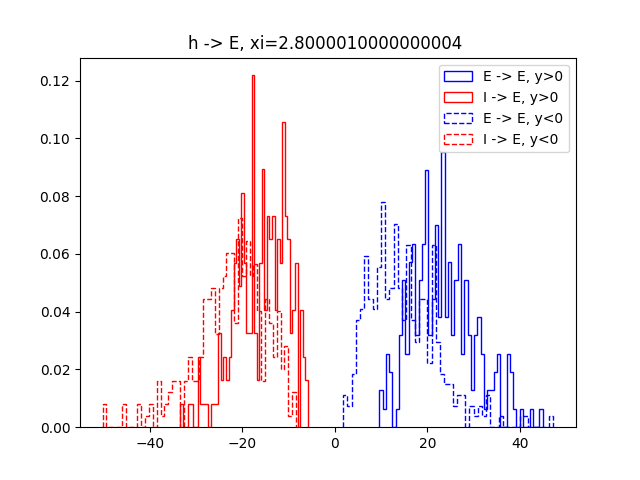 h -> E, xi=2.8000010000000004
E -> E, y>0
I -> E, y>0
E -> E, y<0
I -> E, y<0
0.12
0.10
0.08
0.06
0.04
0.02
0.00
−40 −20 0 20 40